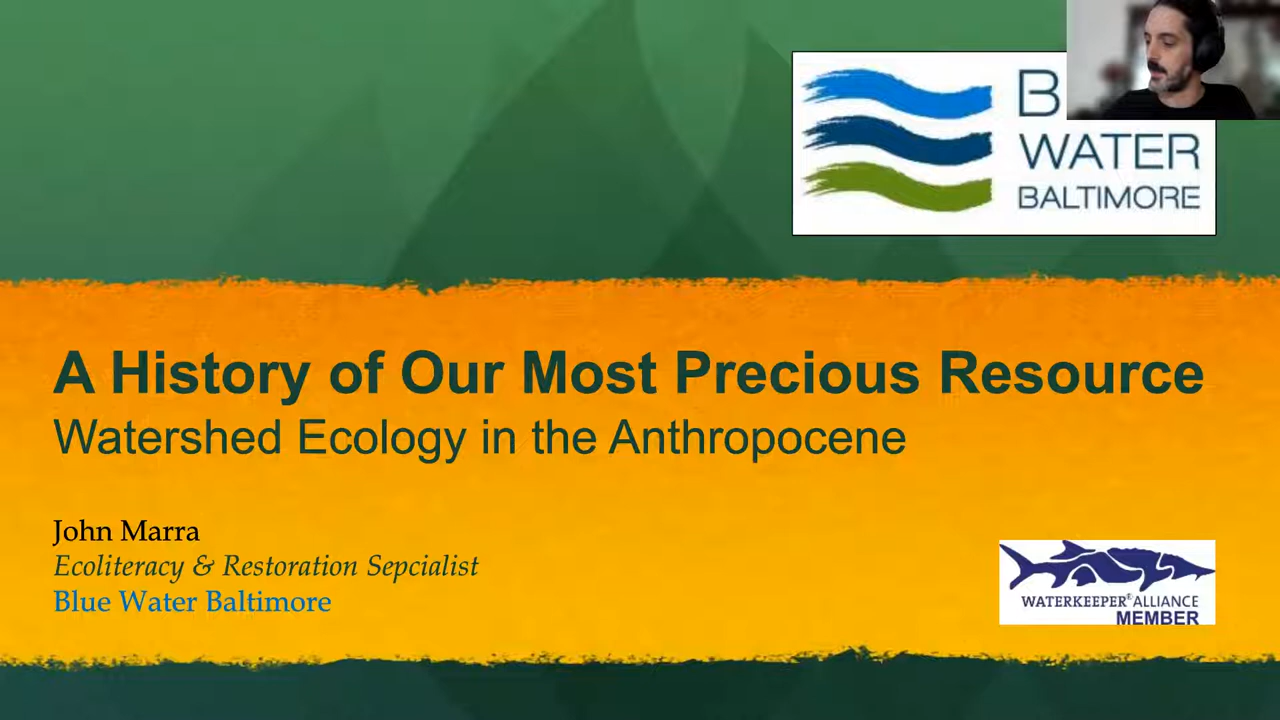 B
WATER
BALTIMORE
A History of Our Most Precious Resource
Watershed Ecology in the Anthropocene
John Marra
Ecoliteracy & Restoration Sepcialist
Blue Water Baltimore
WATERKEEPER® ALLIANCE
MEMBER